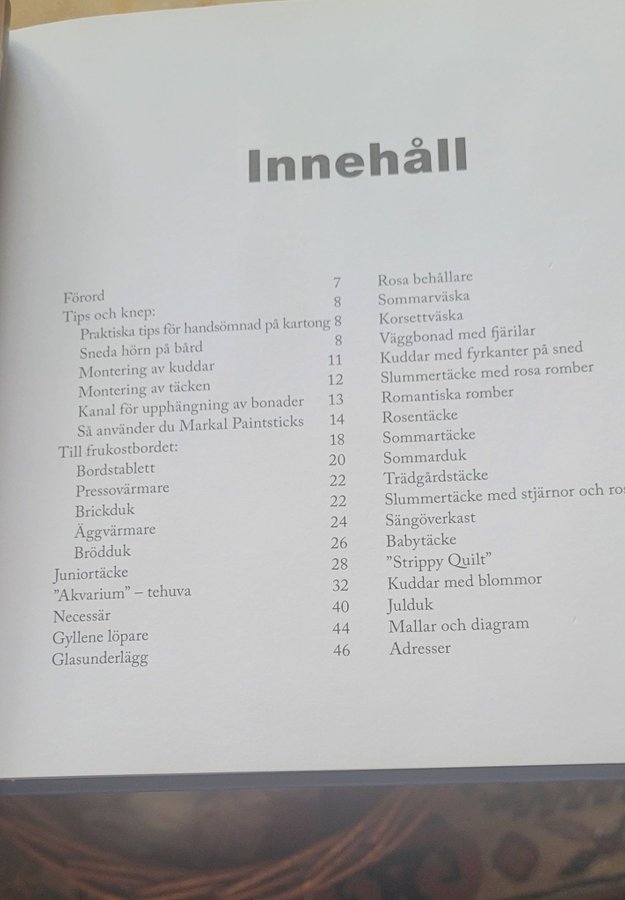 Innehåll
Förord 7
Tips och knep: 8
Praktiska tips för handsömnad på kartong 8
Sneda hörn på bård 8
Montering av kuddar 11
Montering av täcken 12
Kanal för upphängning av bonader 13
Så använder du Markal Paintsticks 14
Till frukostbordet: 18
Bordstablett 20
Pressovärmare 22
Brickduk 22
Äggvärmare 24
Brödduk 26
Juniortäcke 28
”Akvarium” – tehuva 32
Necessär 40
Gyllene löpare 44
Glasunderlägg 46
Rosa behållare
Sommarväska
Korsettväska
Väggbonad med fjärilar
Kuddar med fyrkanter på sned
Slummertäcke med rosa romber
Romantiska romber
Rosentäcke
Sommartäcke
Sommarduk
Trädgårdstäcke
Slummertäcke med stjärnor och
Sängöverkast
Babytäcke
”Strippy Quilt”
Kuddar med blommor
Julduk
Mallar och diagram
Adresser